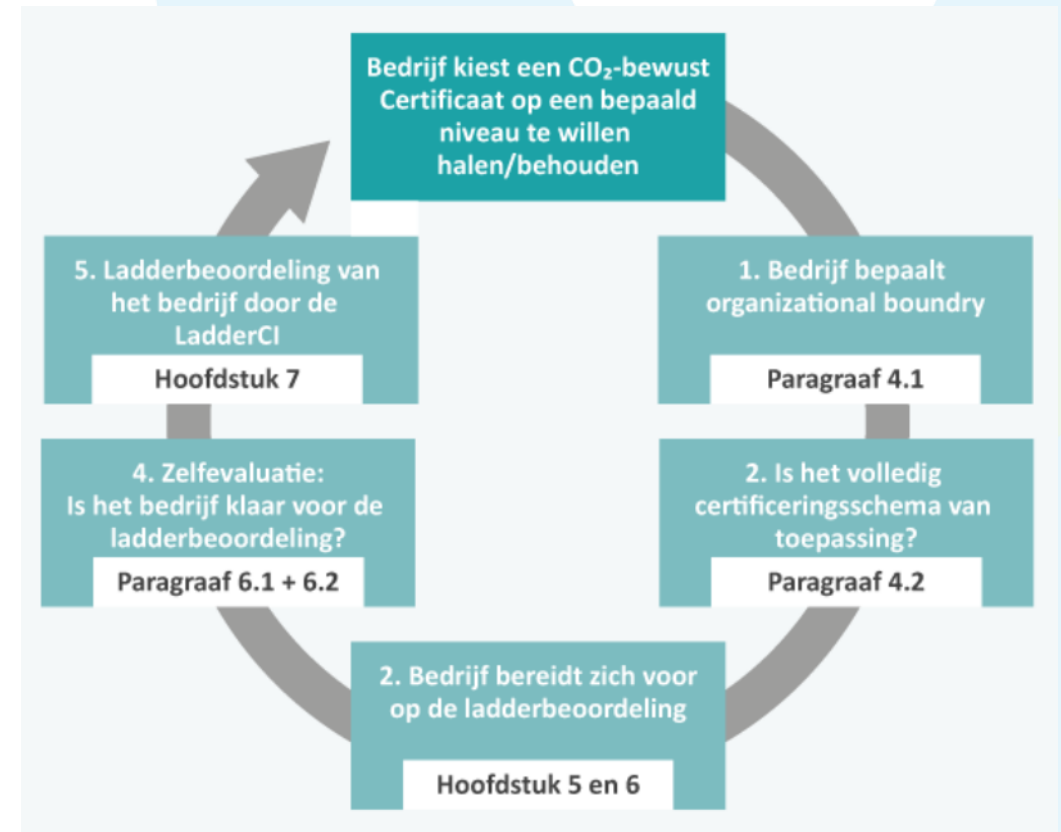 Bedrijf kiest een CO₂-bewust
Certificaat op een bepaald
niveau te willen
halen/behouden
1. Bedrijf bepaalt
organizational boundry
Paragraaf 4.1
2. Is het volledig
certificeringsschema van
toepassing?
Paragraaf 4.2
2. Bedrijf bereidt zich voor
op de ladderbeoordeling
Hoofdstuk 5 en 6
4. Zelfevaluatie:
Is het bedrijf klaar voor de
ladderbeoordeling?
Paragraaf 6.1 + 6.2
5. Ladderbeoordeling van
het bedrijf door de
LadderCI
Hoofdstuk 7